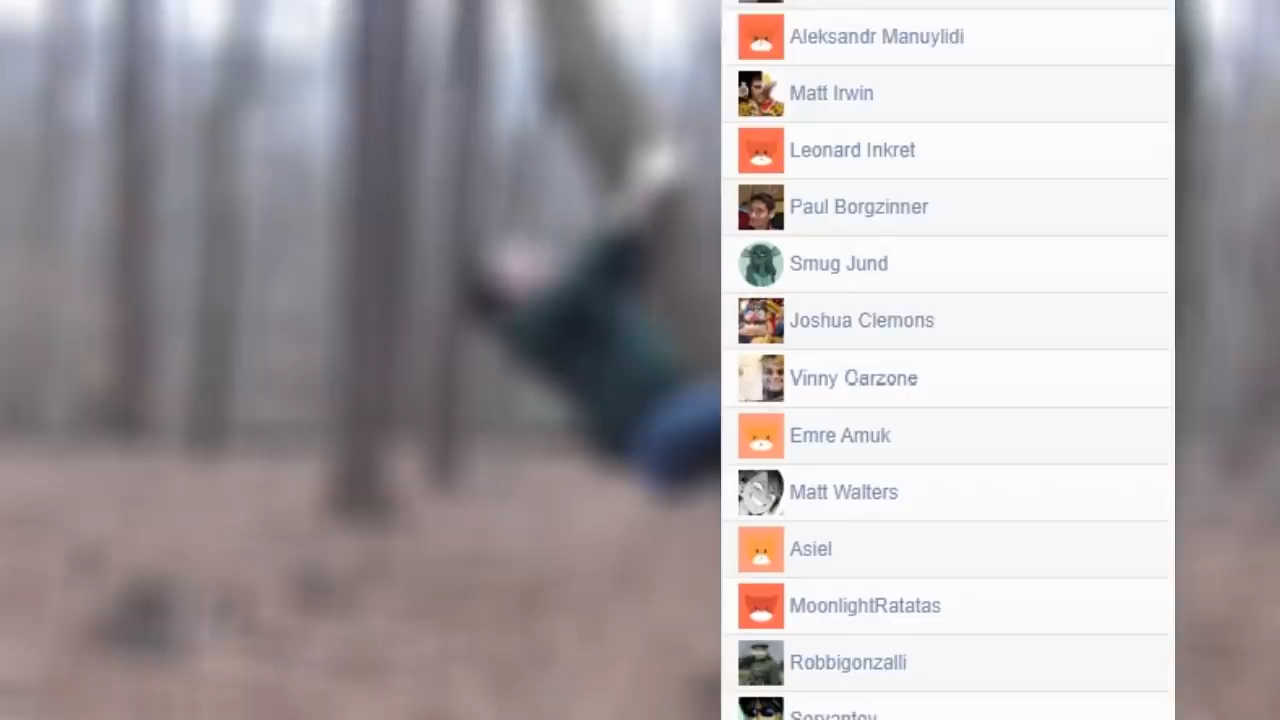 Aleksandr Manuylidi
Matt Irwin
Leonard Inkret
Paul Borgzinner
Smug Jund
Joshua Clemons
Vinny Carzone
Emre Amuk
Matt Walters
Asiel
MoonlightRatatas
Robbigonzalli